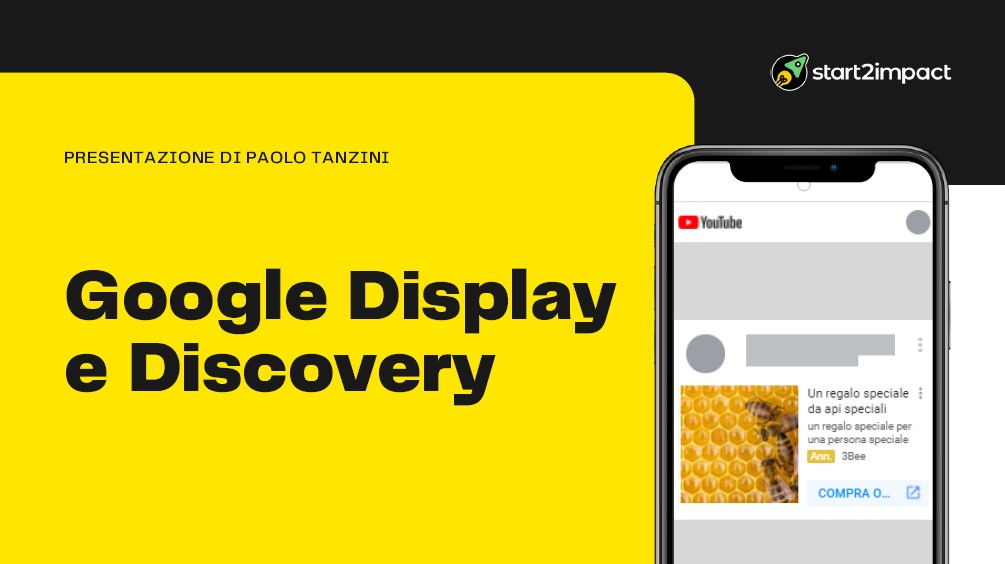 start2impact
PRESENTAZIONE DI PAOLO TANZINI
Google Display
e Discovery
YouTube
Un regalo speciale
da api speciali
un regalo speciale per
una persona speciale
Ann. 3Bee
COMPRA O...